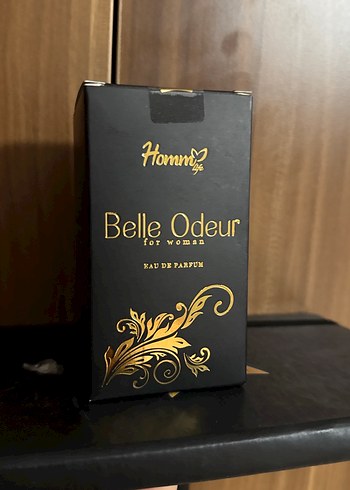 Homm life
Belle Odeur
for woman
EAU DE PARFUM